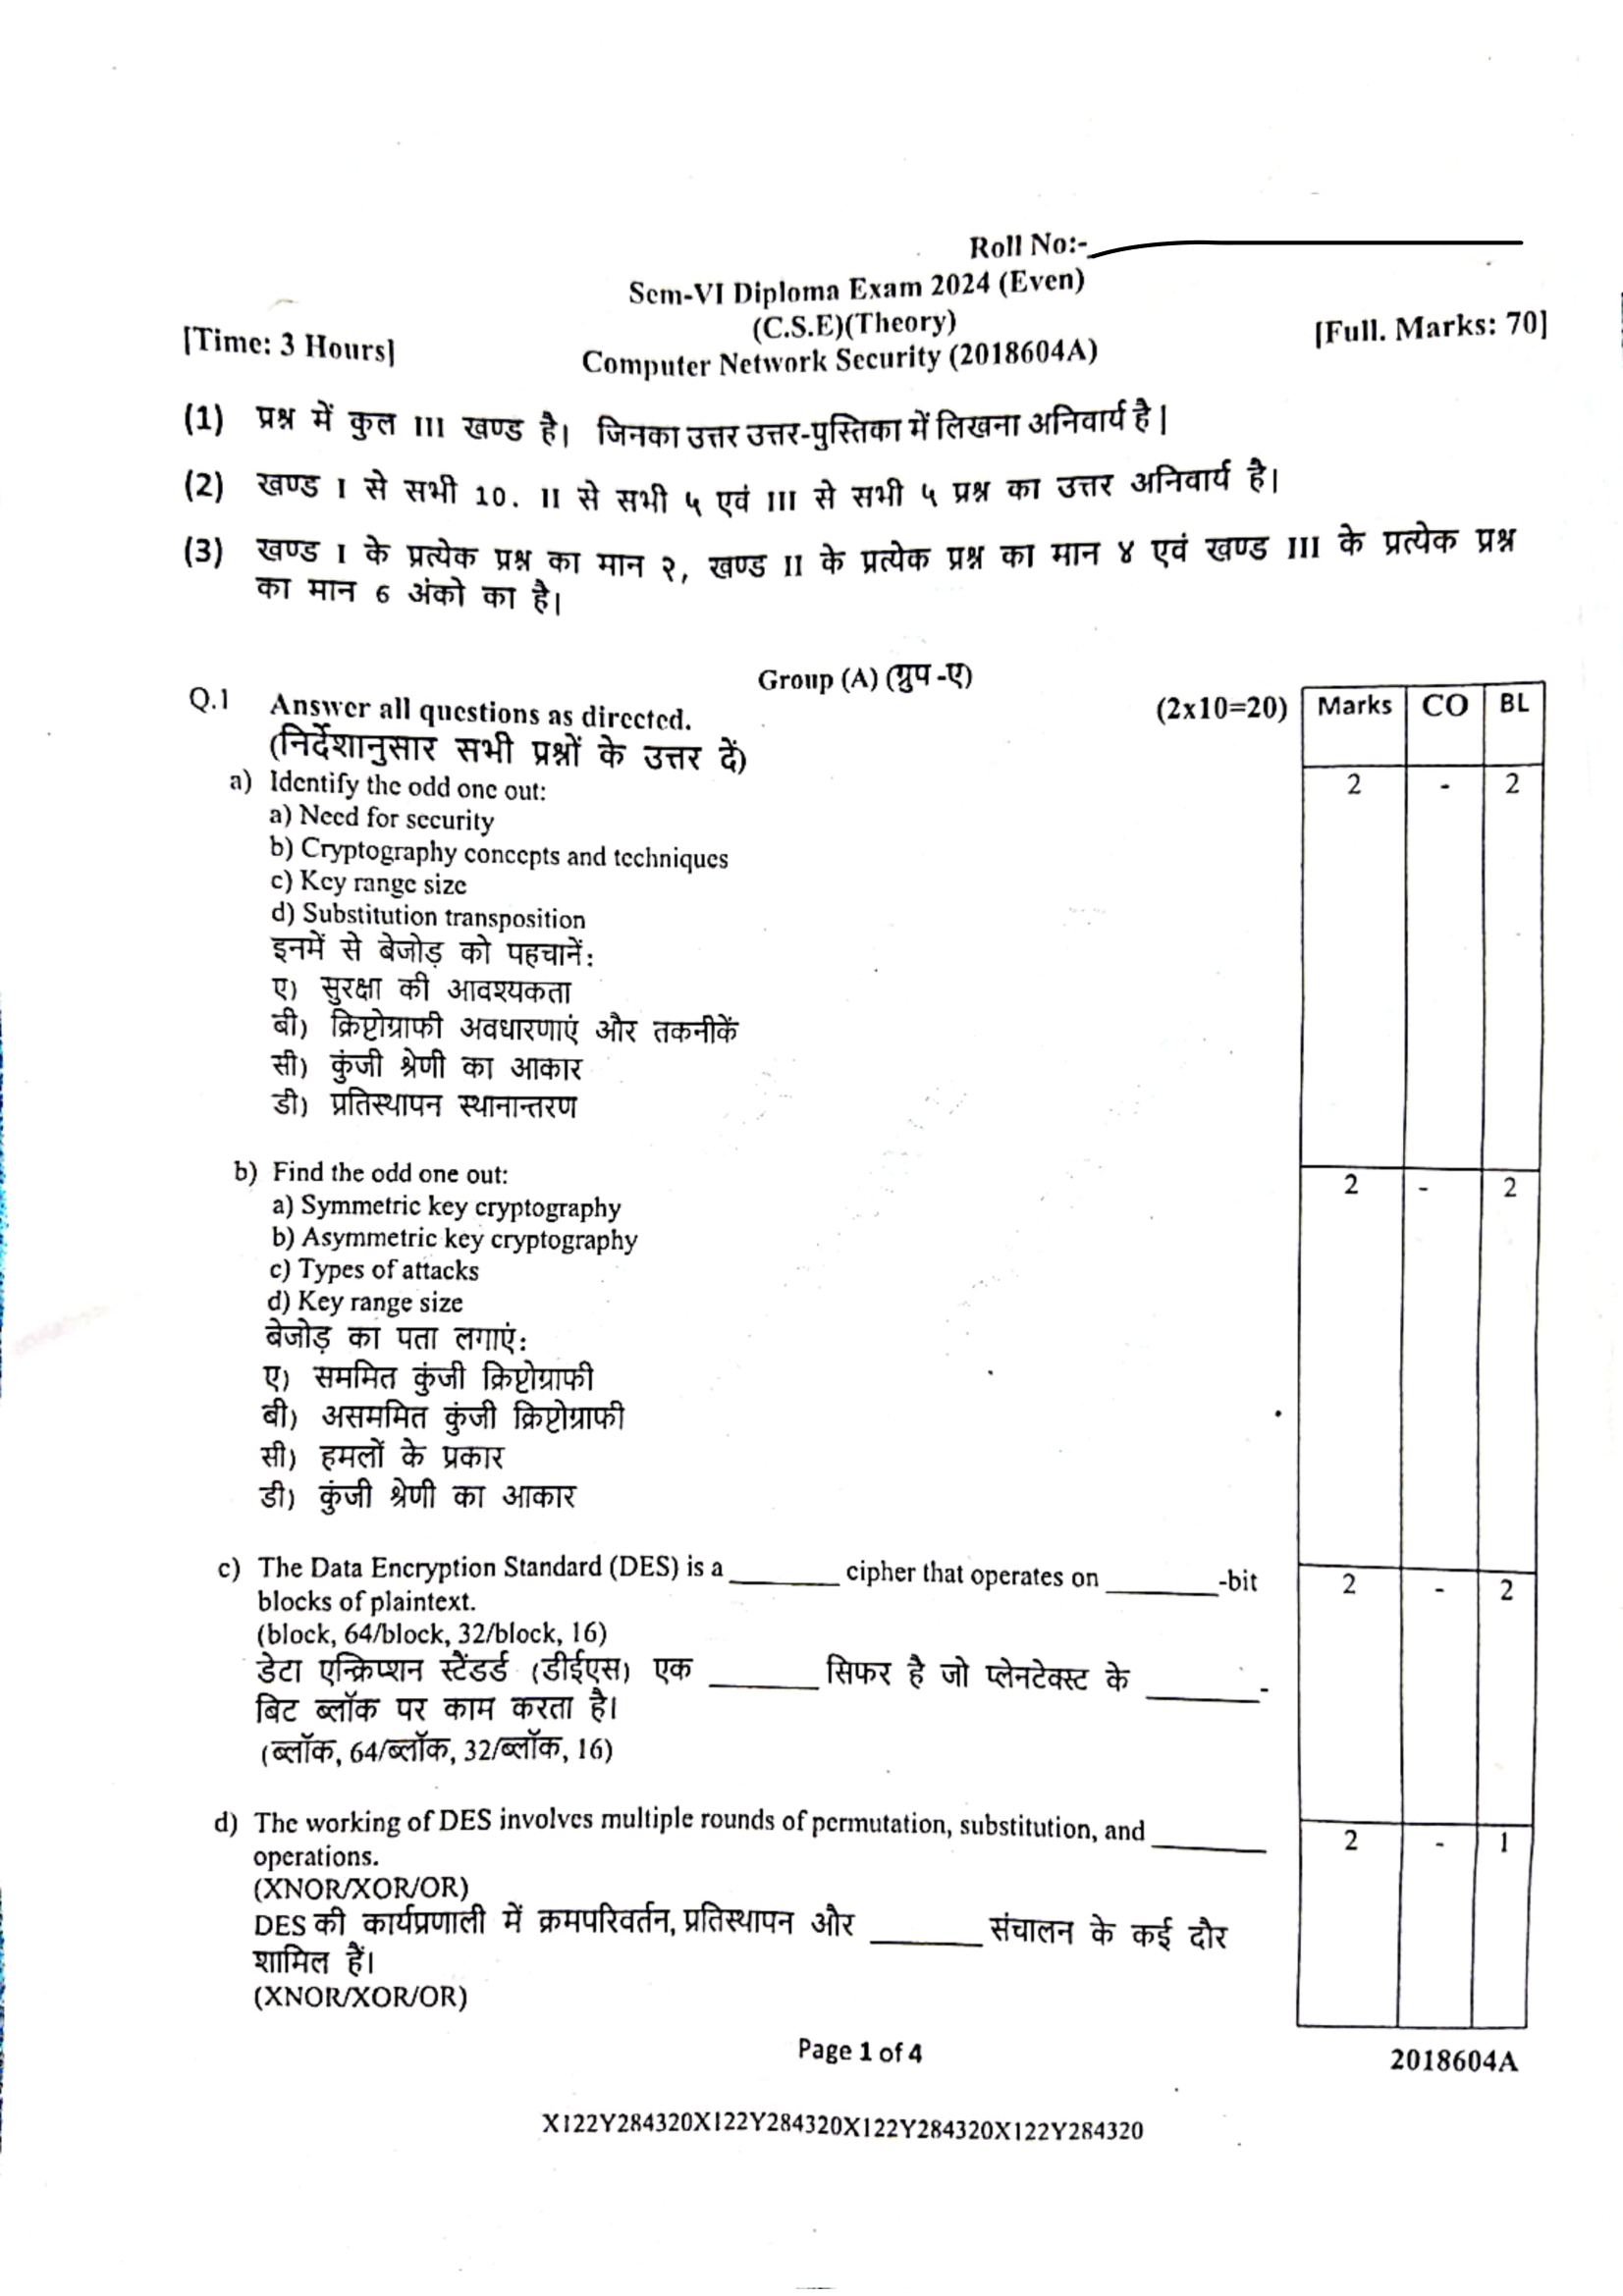 Roll No:-
Sem-VI Diploma Exam 2024 (Even)
(C.S.E)(Theory)
[Time: 3 Hours]
[Full. Marks: 70]
Computer Network Security (2018604A)
(1) प्रश्न में कुल III खण्ड है। जिनका उत्तर उत्तर-पुस्तिका में लिखना अनिवार्य है।
(2) खण्ड I से सभी 10. II से सभी ५ एवं III से सभी ५ प्रश्न का उत्तर अनिवार्य है।
(3) खण्ड I के प्रत्येक प्रश्न का मान २, खण्ड II के प्रत्येक प्रश्न का मान ४ एवं खण्ड III के प्रत्येक प्रश्न
का मान 6 अंको का है।
Group (A) (ग्रुप -ए)
Q.1 Answer all questions as directed. (2x10=20) Marks CO BL
(निर्देशानुसार सभी प्रश्नों के उत्तर दें)
a) Identify the odd one out: 2 - 2
a) Need for security
b) Cryptography concepts and techniques
c) Key range size
d) Substitution transposition
इनमें से बेजोड़ को पहचानें:
ए) सुरक्षा की आवश्यकता
बी) क्रिप्टोग्राफी अवधारणाएं और तकनीकें
सी) कुंजी श्रेणी का आकार
डी) प्रतिस्थापन स्थानान्तरण
b) Find the odd one out: 2 - 2
a) Symmetric key cryptography
b) Asymmetric key cryptography
c) Types of attacks
d) Key range size
बेजोड़ का पता लगाएं:
ए) सममित कुंजी क्रिप्टोग्राफी
बी) असममित कुंजी क्रिप्टोग्राफी
सी) हमलों के प्रकार
डी) कुंजी श्रेणी का आकार
c) The Data Encryption Standard (DES) is a ________ cipher that operates on ________-bit 2 - 2
blocks of plaintext.
(block, 64/block, 32/block, 16)
डेटा एन्क्रिप्शन स्टैंडर्ड (डीईएस) एक ________ सिफर है जो प्लेनटेक्स्ट के ________-
बिट ब्लॉक पर काम करता है।
(ब्लॉक, 64/ब्लॉक, 32/ब्लॉक, 16)
d) The working of DES involves multiple rounds of permutation, substitution, and ________ 2 - 1
operations.
(XNOR/XOR/OR)
DES की कार्यप्रणाली में क्रमपरिवर्तन, प्रतिस्थापन और ________ संचालन के कई दौर
शामिल हैं।
(XNOR/XOR/OR)
Page 1 of 4
2018604A
X122Y284320X122Y284320X122Y284320X122Y284320